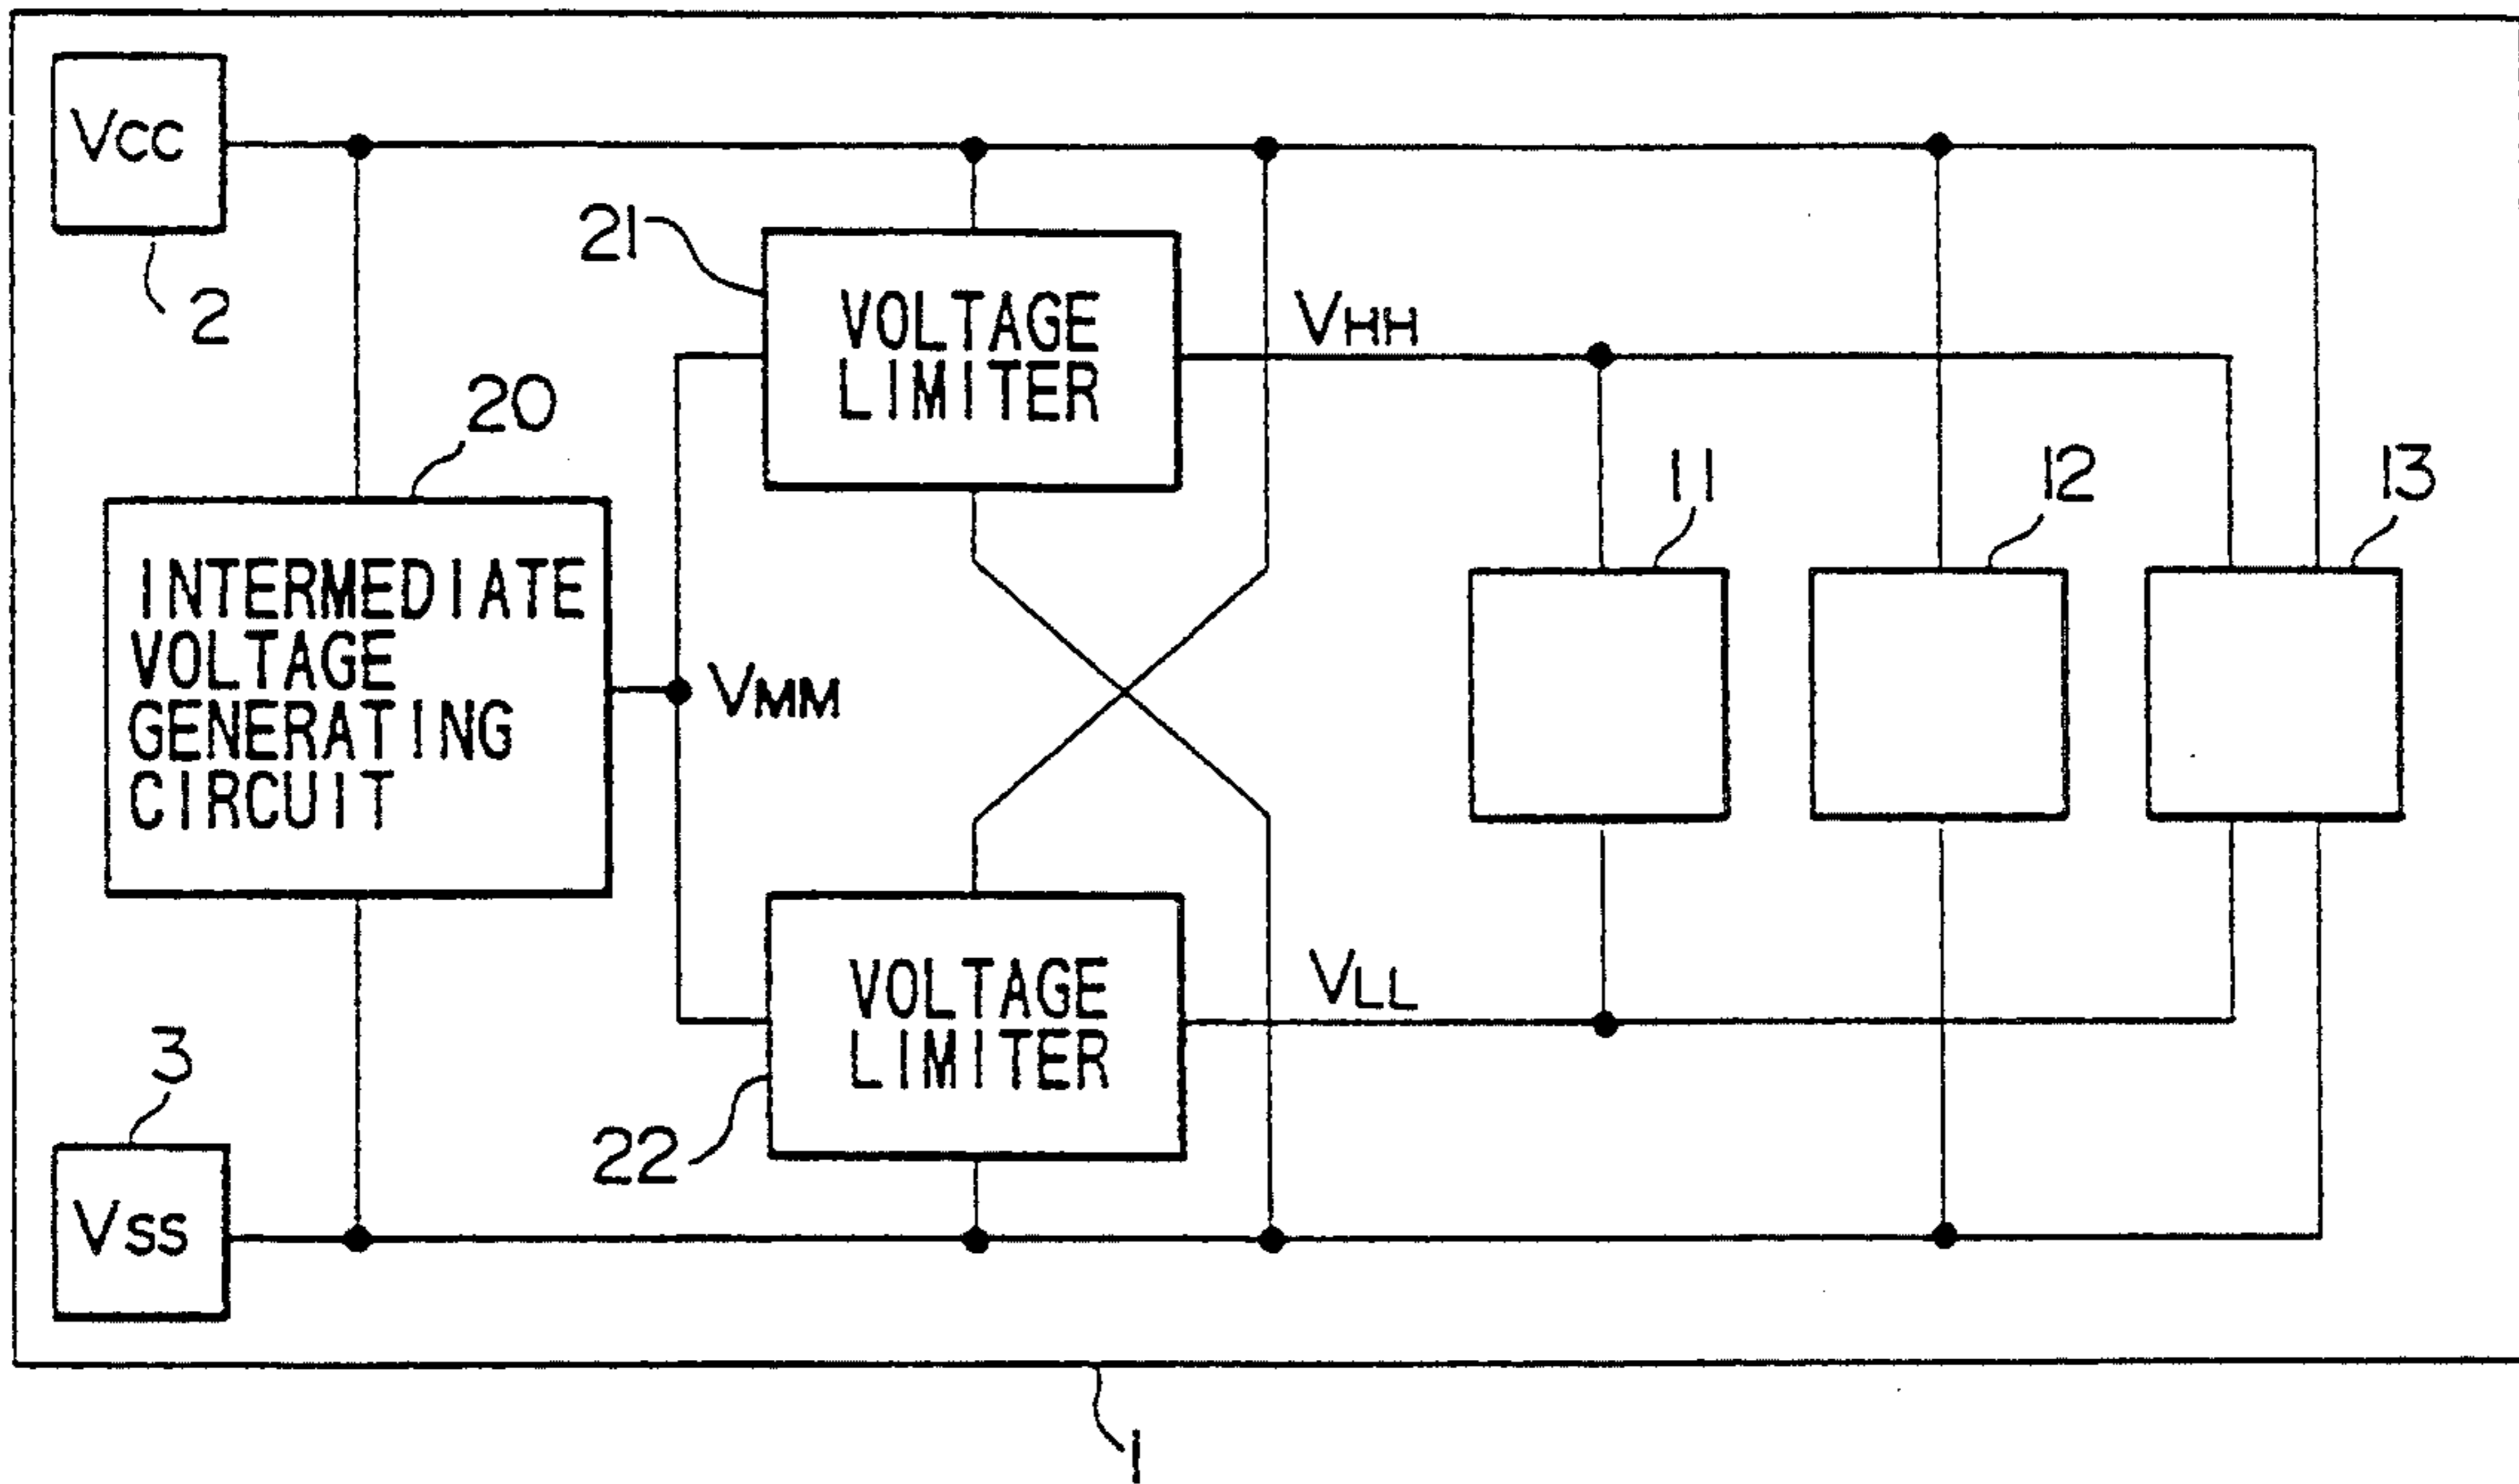 VCC
2
21
VOLTAGE
LIMITER
VHH
20
INTERMEDIATE
VOLTAGE
GENERATING
CIRCUIT
VMM
11
12
13
VOLTAGE
LIMITER
VLL
22
3
VSS
1